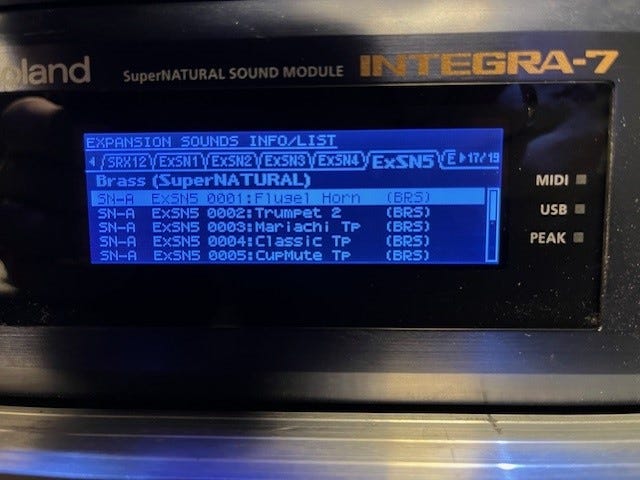 Roland SuperNATURAL SOUND MODULE INTEGRA-7
EXPANSION SOUNDS INFO/LIST
SRX12 ExSN1 ExSN2 ExSN3 ExSN4 ExSN5 E 17/19
Brass (SuperNATURAL)
SN-A ExSN5 0001:Flugel Horn (BRS)
SN-A ExSN5 0002:Trumpet 2 (BRS)
SN-A ExSN5 0003:Mariachi Tp (BRS)
SN-A ExSN5 0004:Classic Tp (BRS)
SN-A ExSN5 0005:CupMute Tp (BRS)
MIDI
USB
PEAK